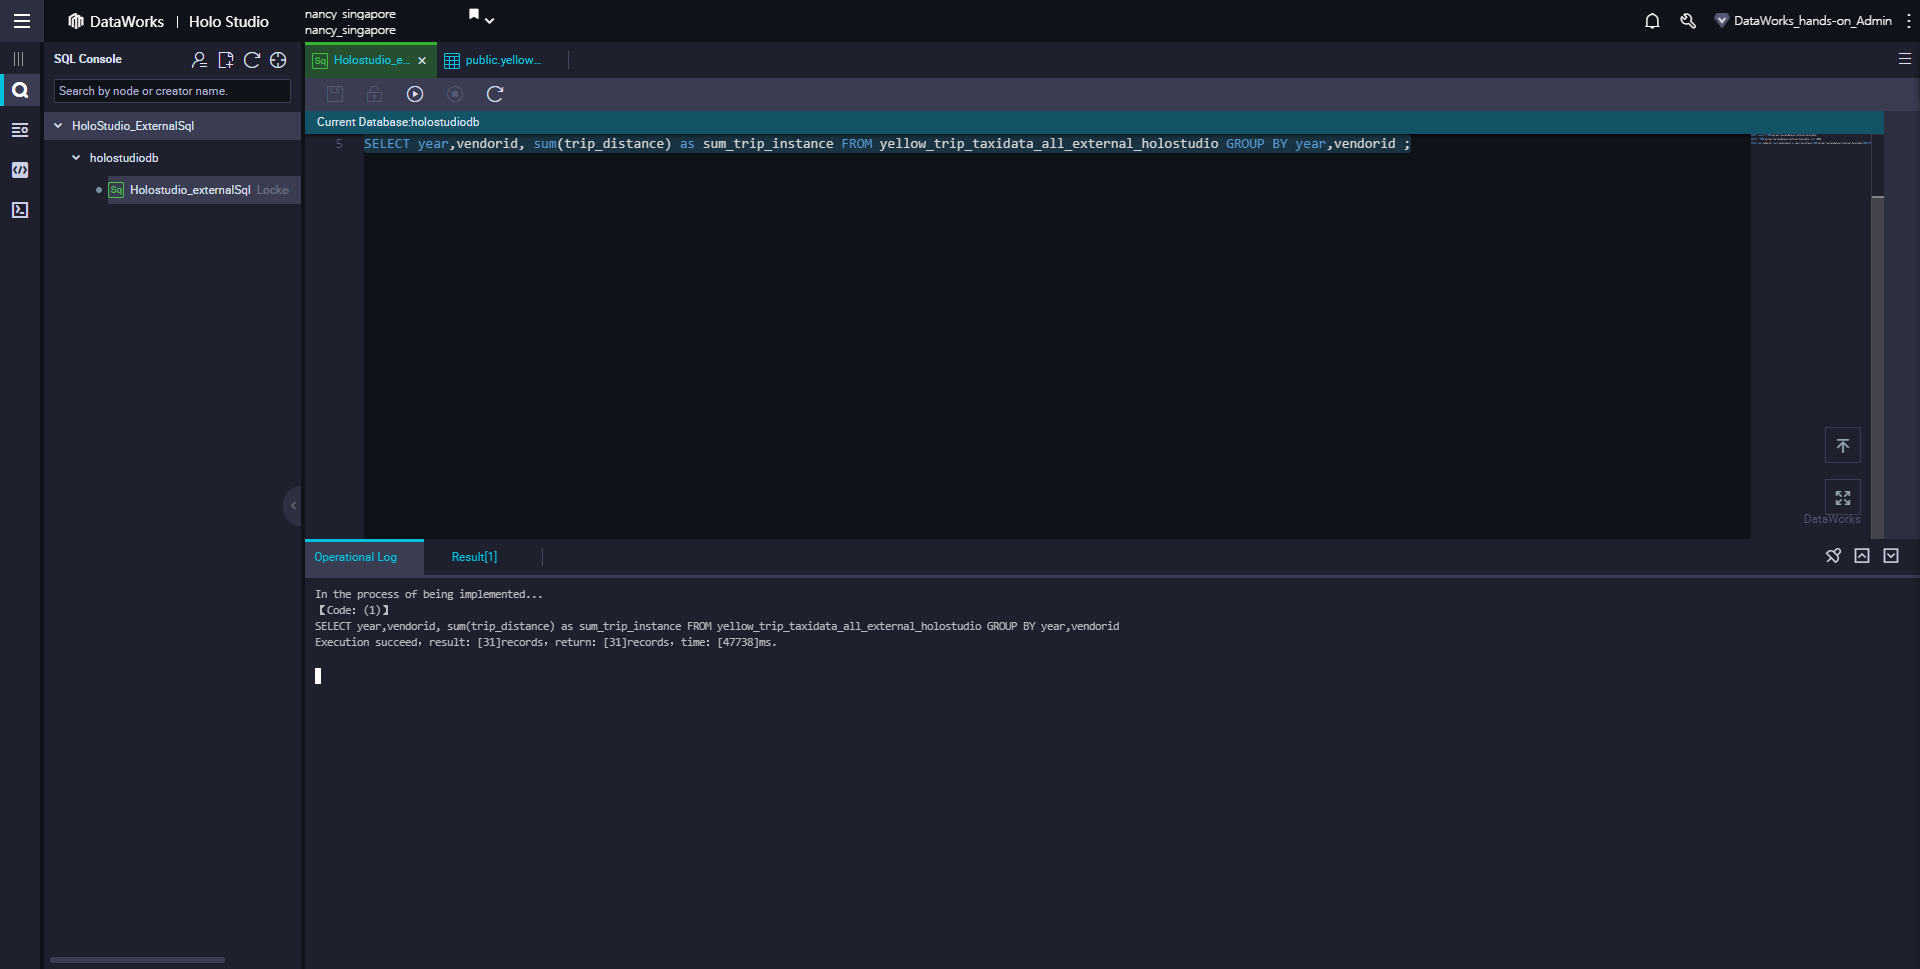 DataWorks | Holo Studio
nancy singapore
nancy_singapore
DataWorks_hands-on_Admin
SQL Console
Search by node or creator name.
HoloStudio_ExternalSql
holostudiodb
Sq Holostudio_externalSql Locke
Sq Holostudio_e...
public.yellow...
Current Database:holostudiodb
5 SELECT year,vendorid, sum(trip_distance) as sum_trip_instance FROM yellow_trip_taxidata_all_external_holostudio GROUP BY year,vendorid ;
DataWorks
Operational Log
Result[1]
In the process of being implemented...
【Code: (1)】
SELECT year,vendorid, sum(trip_distance) as sum_trip_instance FROM yellow_trip_taxidata_all_external_holostudio GROUP BY year,vendorid
Execution succeed, result: [31]records, return: [31]records, time: [47738]ms.